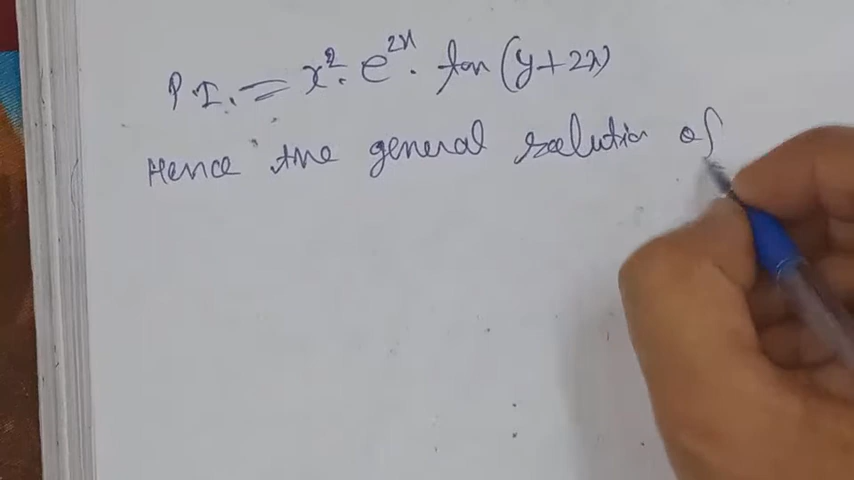 P.I. = x². e^{2x}. tan (y+2x)
Hence the general solution of